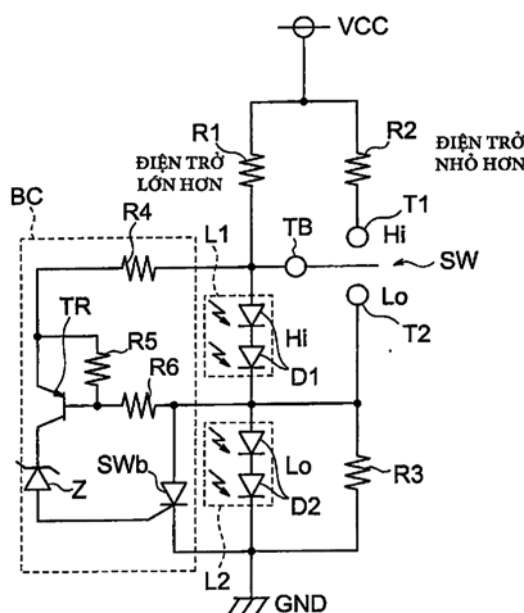 VCC
R1
R2
ĐIỆN TRỞ
LỚN HƠN
ĐIỆN TRỞ
NHỎ HƠN
BC
R4
L1
TB
T1
Hi
SW
Lo
T2
TR
R5
R6
Hi
D1
SWb
Z
Lo
D2
R3
L2
GND